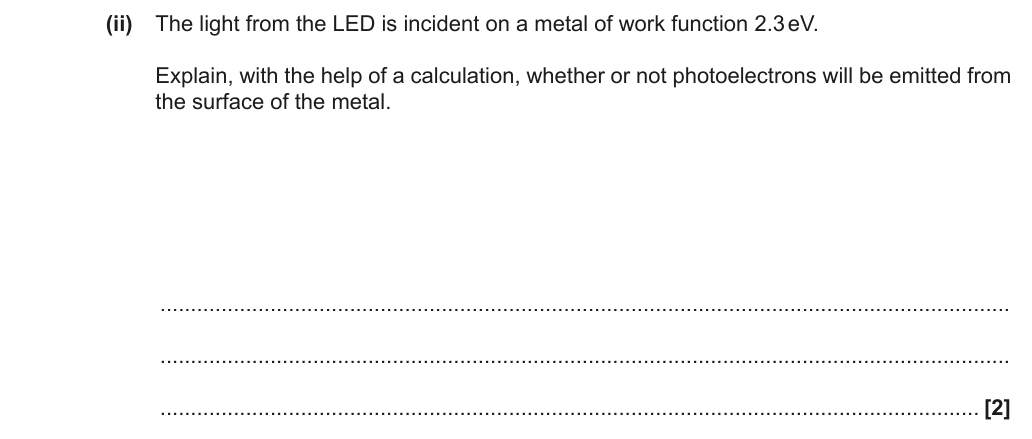 (ii) The light from the LED is incident on a metal of work function 2.3 eV.
Explain, with the help of a calculation, whether or not photoelectrons will be emitted from
the surface of the metal.
....................................................................................................................................
....................................................................................................................................
............................................................................................................................... [2]